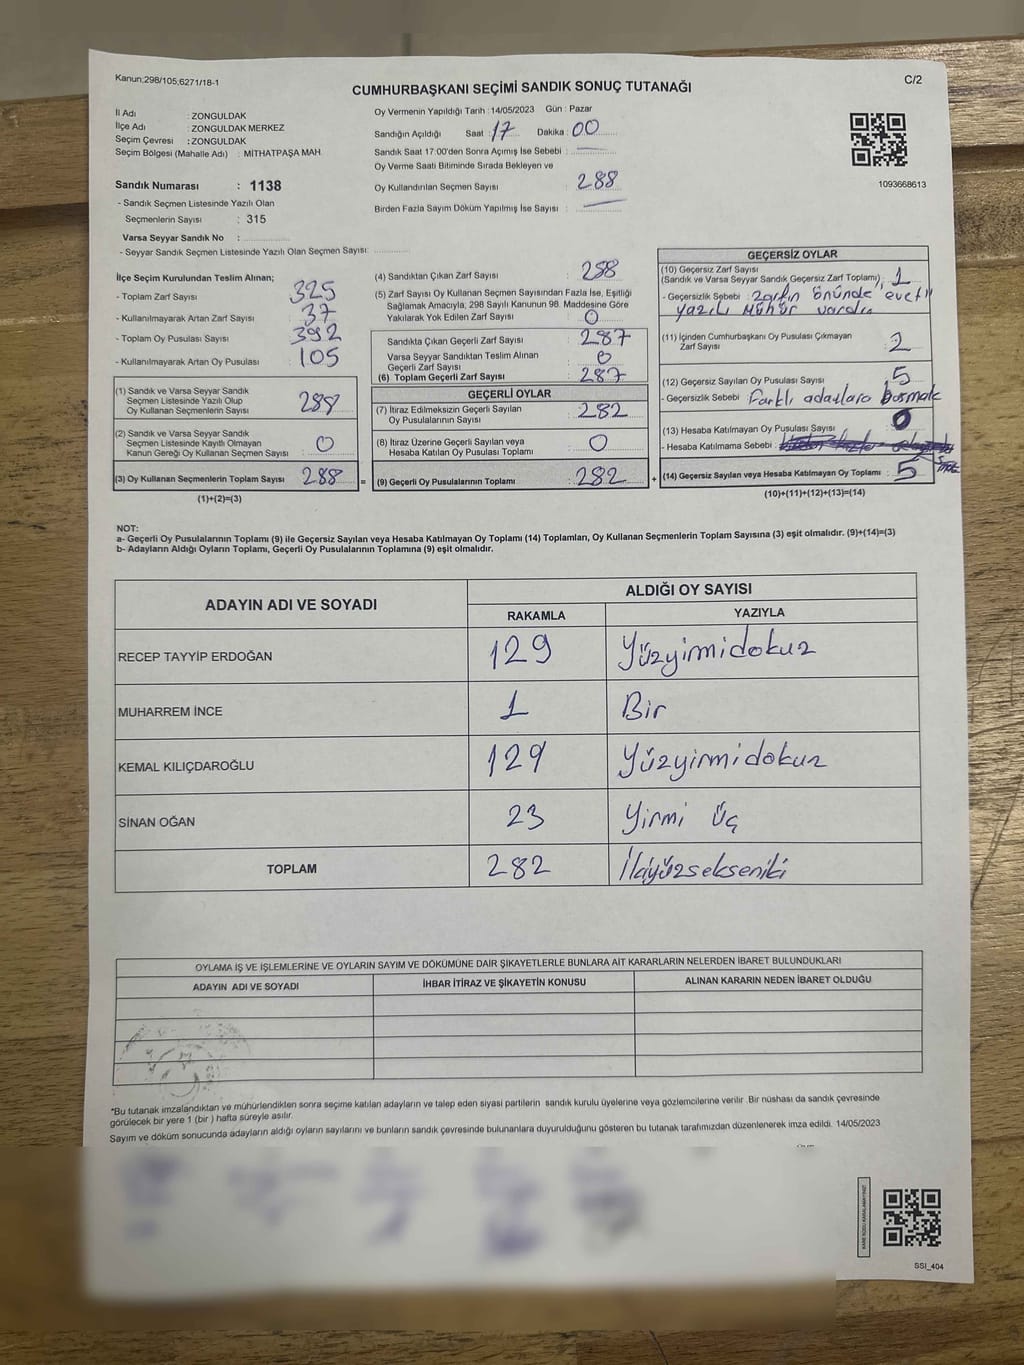 Kanun;298/105;6271/18-1
CUMHURBAŞKANI SEÇİMİ SANDIK SONUÇ TUTANAĞI
C/2
İl Adı : ZONGULDAK
İlçe Adı : ZONGULDAK MERKEZ
Seçim Çevresi : ZONGULDAK
Seçim Bölgesi (Mahalle Adı) : MİTHATPAŞA MAH.
Sandık Numarası : 1138
- Sandık Seçmen Listesinde Yazılı Olan
Seçmenlerin Sayısı : 315
Varsa Seyyar Sandık No :
- Seyyar Sandık Seçmen Listesinde Yazılı Olan Seçmen Sayısı:
Oy Vermenin Yapıldığı Tarih : 14/05/2023 Gün : Pazar
Sandığın Açıldığı Saat : 17 Dakika : 00
Sandık Saat 17:00'den Sonra Açımış İse Sebebi : —
Oy Verme Saati Bitiminde Sırada Bekleyen ve
Oy Kullandırılan Seçmen Sayısı : 288
Birden Fazla Sayım Döküm Yapılmış İse Sayısı : —
1093668613
İlçe Seçim Kurulundan Teslim Alınan;
- Toplam Zarf Sayısı : 325
- Kullanılmayarak Artan Zarf Sayısı : 37
- Toplam Oy Pusulası Sayısı : 392
- Kullanılmayarak Artan Oy Pusulası : 105
(1) Sandık ve Varsa Seyyar Sandık
Seçmen Listesinde Yazılı Olup
Oy Kullanan Seçmenlerin Sayısı : 288
(2) Sandık ve Varsa Seyyar Sandık
Seçmen Listesinde Kayıtlı Olmayan
Kanun Gereği Oy Kullanan Seçmen Sayısı : 0
(3) Oy Kullanan Seçmenlerin Toplam Sayısı : 288
(1)+(2)=(3)
(4) Sandıktan Çıkan Zarf Sayısı : 288
(5) Zarf Sayısı Oy Kullanan Seçmen Sayısından Fazla İse, Eşitliği
Sağlamak Amacıyla, 298 Sayılı Kanunun 98. Maddesine Göre
Yakılarak Yok Edilen Zarf Sayısı : 0
Sandıkta Çıkan Geçerli Zarf Sayısı : 287
Varsa Seyyar Sandıktan Teslim Alınan
Geçerli Zarf Sayısı : 0
(6) Toplam Geçerli Zarf Sayısı : 287
GEÇERLİ OYLAR
(7) İtiraz Edilmeksizin Geçerli Sayılan
Oy Pusulalarının Sayısı : 282
(8) İtiraz Üzerine Geçerli Sayılan veya
Hesaba Katılan Oy Pusulası Toplamı : 0
= (9) Geçerli Oy Pusulalarının Toplamı : 282
GEÇERSİZ OYLAR
(10) Geçersiz Zarf Sayısı
(Sandık ve Varsa Seyyar Sandık Geçersiz Zarf Toplamı) : 1
- Geçersizlik Sebebi : Zarfın önünde evet
yazılı mühür vardır
(11) İçinden Cumhurbaşkanı Oy Pusulası Çıkmayan
Zarf Sayısı : 2
(12) Geçersiz Sayılan Oy Pusulası Sayısı : 5
- Geçersizlik Sebebi Farklı adaylara basmak
(13) Hesaba Katılmayan Oy Pusulası Sayısı : 0
- Hesaba Katılmama Sebebi :
+ (14) Geçersiz Sayılan veya Hesaba Katılmayan Oy Toplamı : 5
(10)+(11)+(12)+(13)=(14)
NOT:
a- Geçerli Oy Pusulalarının Toplamı (9) ile Geçersiz Sayılan veya Hesaba Katılmayan Oy Toplamı (14) Toplamları, Oy Kullanan Seçmenlerin Toplam Sayısına (3) eşit olmalıdır. (9)+(14)=(3)
b- Adayların Aldığı Oyların Toplamı, Geçerli Oy Pusulalarının Toplamına (9) eşit olmalıdır.
ADAYIN ADI VE SOYADI
ALDIĞI OY SAYISI
RAKAMLA YAZIYLA
RECEP TAYYİP ERDOĞAN 129 Yüzyirmidokuz
MUHARREM İNCE 1 Bir
KEMAL KILIÇDAROĞLU 129 Yüzyirmidokuz
SİNAN OĞAN 23 Yirmi Üç
TOPLAM 282 İkiyüzsekseniki
OYLAMA İŞ VE İŞLEMLERİNE VE OYLARIN SAYIM VE DÖKÜMÜNE DAİR ŞİKAYETLERLE BUNLARA AİT KARARLARIN NELERDEN İBARET BULUNDUKLARI
ADAYIN ADI VE SOYADI İHBAR İTİRAZ VE ŞİKAYETİN KONUSU ALINAN KARARIN NEDEN İBARET OLDUĞU
*Bu tutanak imzalandıktan ve mühürlendikten sonra seçime katılan adayların ve talep eden siyasi partilerin sandık kurulu üyelerine veya gözlemcilerine verilir .Bir nüshası da sandık çevresinde
görülecek bir yere 1 (bir ) hafta süreyle asılır.
Sayım ve döküm sonucunda adayların aldığı oyların sayılarını ve bunların sandık çevresinde bulunanlara duyurulduğunu gösteren bu tutanak tarafımızdan düzenlenerek imza edildi. 14/05/2023
KARE KODU KARALAMAYINIZ!
SSI_404